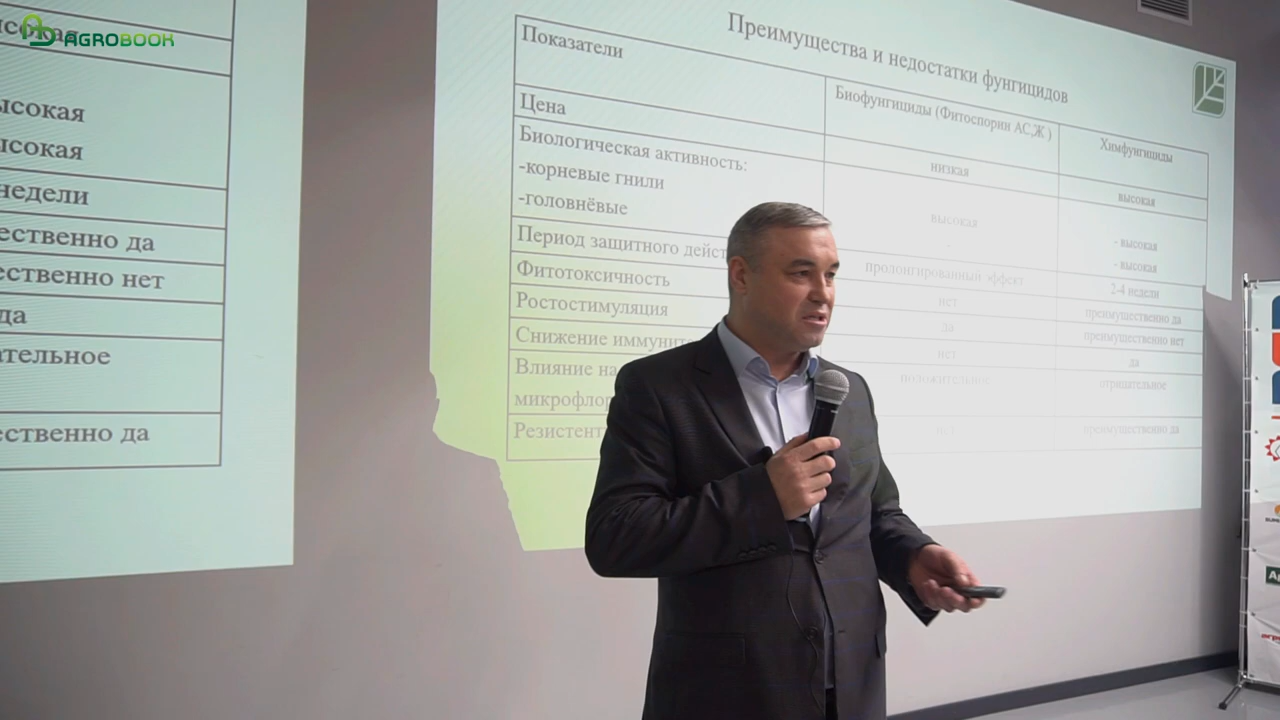 AGROBOOK
ысокая
ысокая
недели
ественно да
ественно нет
да
ательное
ественно да
Преимущества и недостатки фунгицидов
Показатели
Биофунгициды (Фитоспорин АС,Ж )
Химфунгициды
Цена
низкая
высокая
Биологическая активность:
-корневые гнили
высокая
- высокая
-головнёвые
-
- высокая
Период защитного дейст
пролонгированный эффект
2-4 недели
Фитотоксичность
нет
преимущественно да
Ростостимуляция
да
преимущественно нет
Снижение иммуните
нет
да
Влияние на
положительное
отрицательное
микрофлор
Резистент
нет
преимущественно да